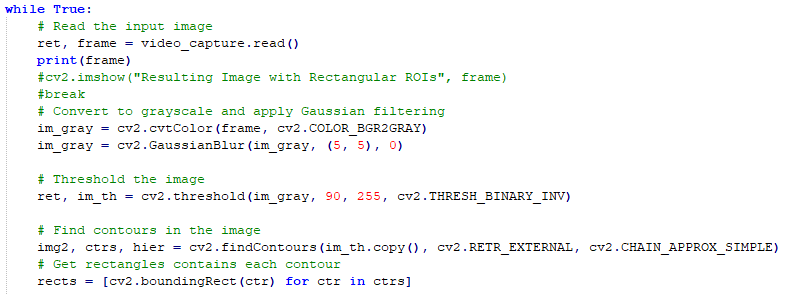 while True:
    # Read the input image
    ret, frame = video_capture.read()
    print(frame)
    #cv2.imshow("Resulting Image with Rectangular ROIs", frame)
    #break
    # Convert to grayscale and apply Gaussian filtering
    im_gray = cv2.cvtColor(frame, cv2.COLOR_BGR2GRAY)
    im_gray = cv2.GaussianBlur(im_gray, (5, 5), 0)

    # Threshold the image
    ret, im_th = cv2.threshold(im_gray, 90, 255, cv2.THRESH_BINARY_INV)

    # Find contours in the image
    img2, ctrs, hier = cv2.findContours(im_th.copy(), cv2.RETR_EXTERNAL, cv2.CHAIN_APPROX_SIMPLE)
    # Get rectangles contains each contour
    rects = [cv2.boundingRect(ctr) for ctr in ctrs]